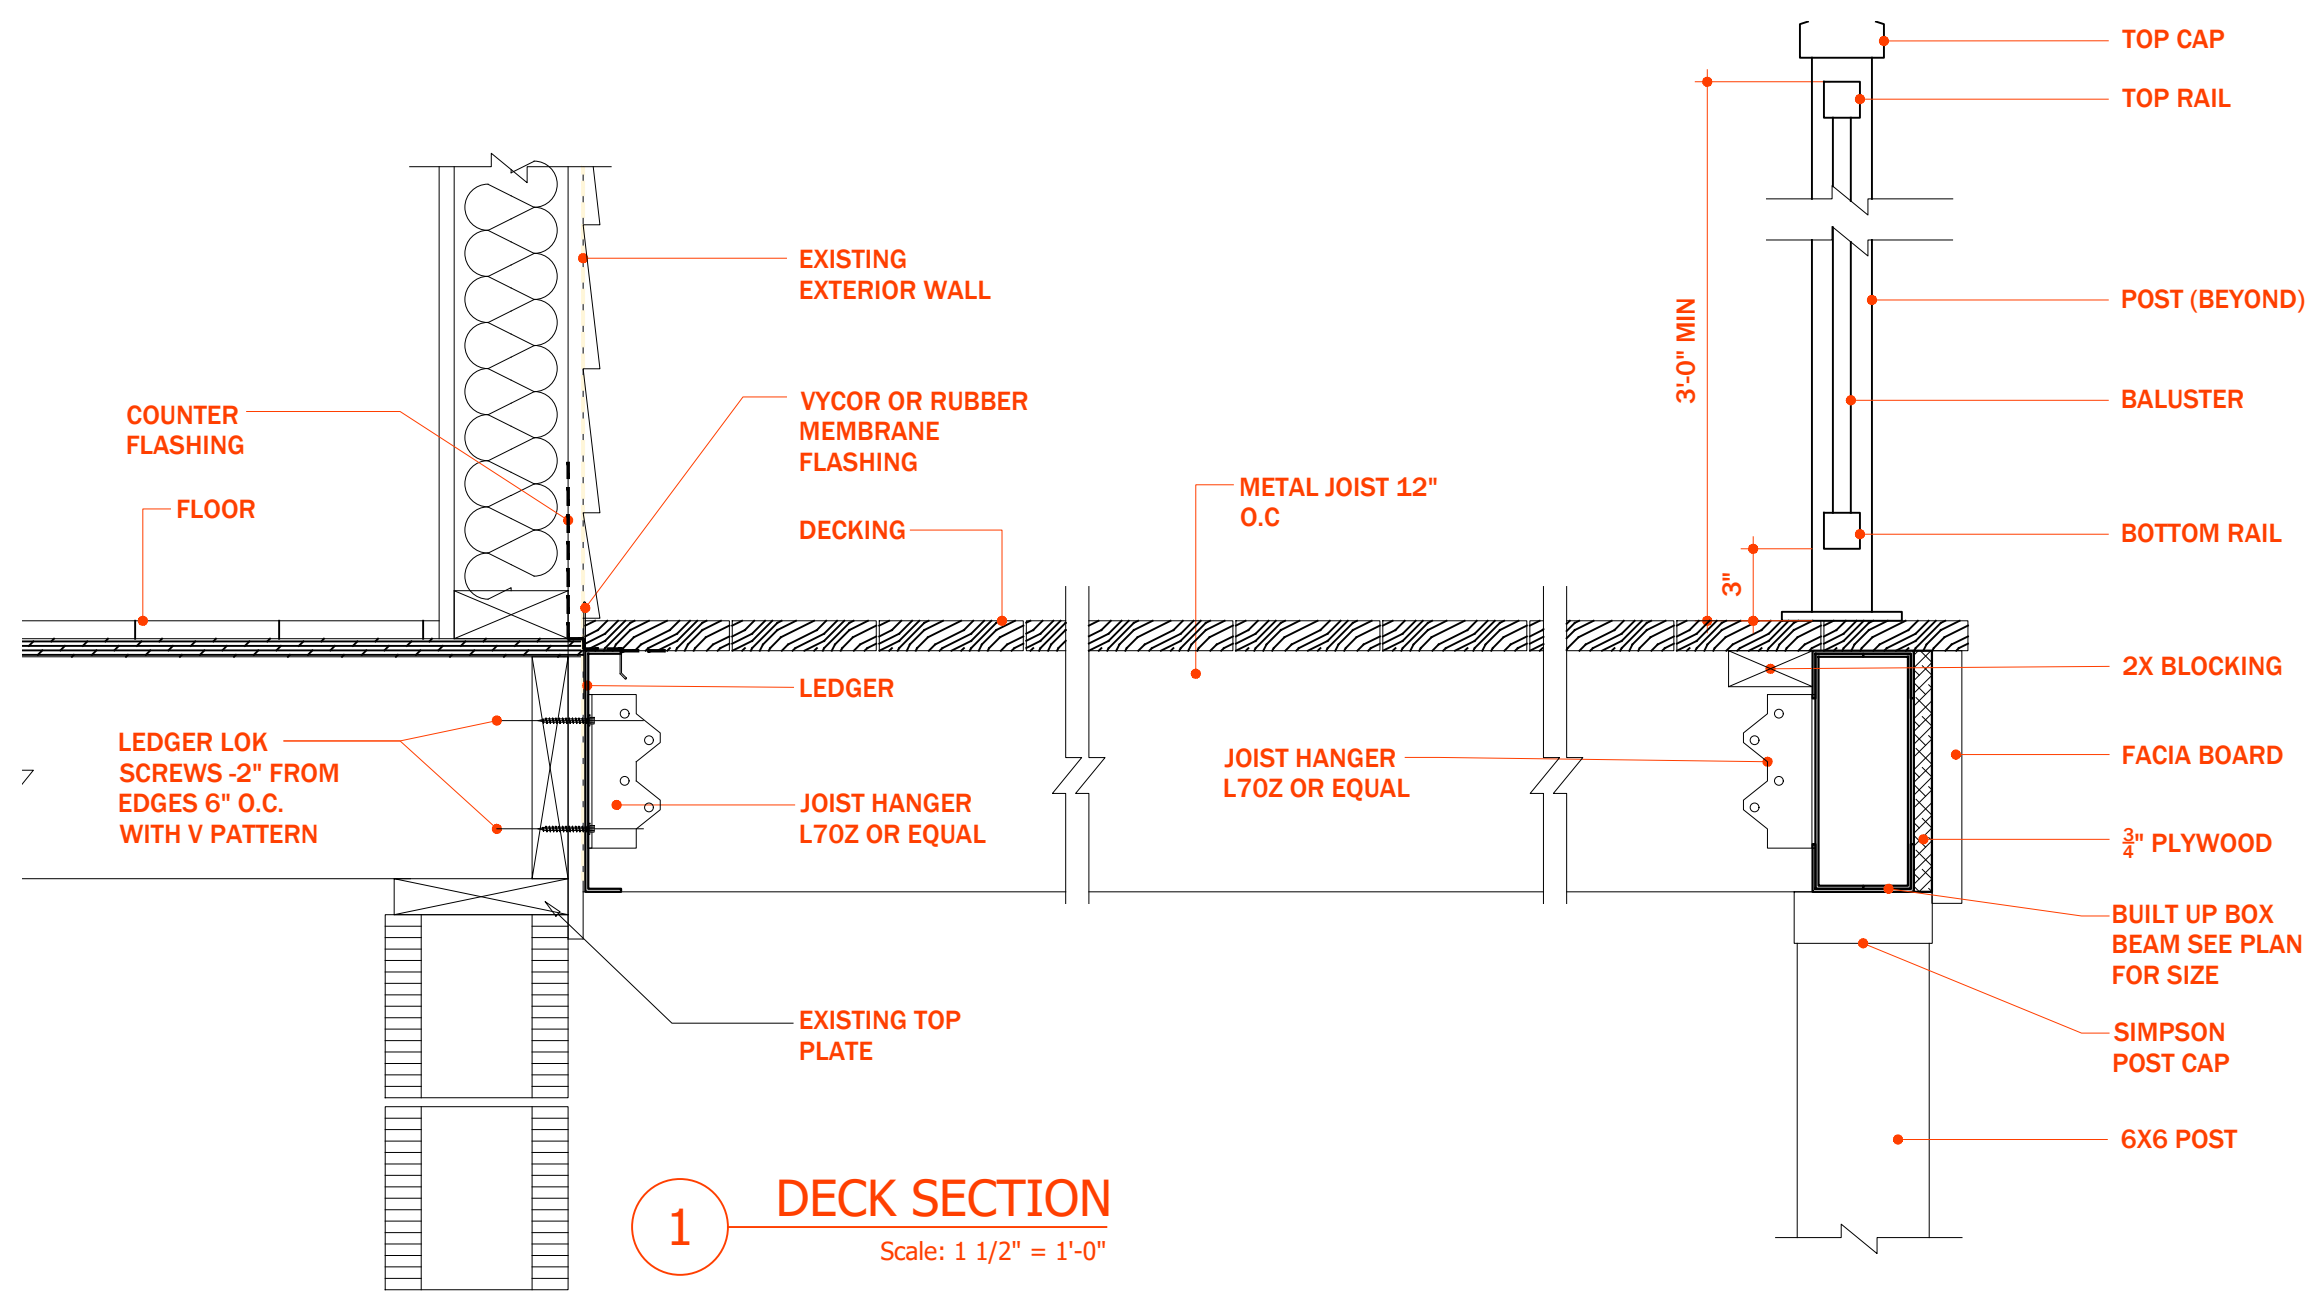 TOP CAP
TOP RAIL
EXISTING
EXTERIOR WALL
POST (BEYOND)
3'-0" MIN
COUNTER
FLASHING
VYCOR OR RUBBER
MEMBRANE
FLASHING
BALUSTER
FLOOR
METAL JOIST 12"
O.C
DECKING
BOTTOM RAIL
3"
2X BLOCKING
LEDGER
LEDGER LOK
SCREWS -2" FROM
EDGES 6" O.C.
WITH V PATTERN
JOIST HANGER
L70Z OR EQUAL
JOIST HANGER
L70Z OR EQUAL
FACIA BOARD
3/4" PLYWOOD
BUILT UP BOX
BEAM SEE PLAN
FOR SIZE
EXISTING TOP
PLATE
SIMPSON
POST CAP
6X6 POST
1
DECK SECTION
Scale: 1 1/2" = 1'-0"